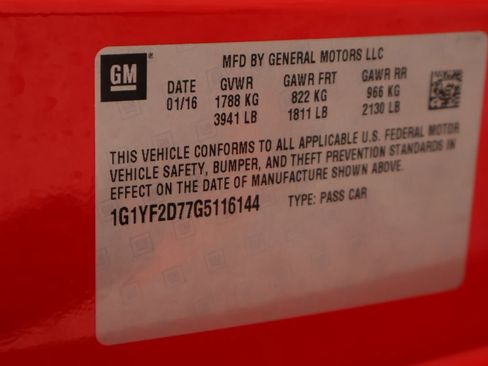 GM
MFD BY GENERAL MOTORS LLC
DATE GVWR GAWR FRT GAWR RR
01/16 1788 KG 822 KG 966 KG
3941 LB 1811 LB 2130 LB
THIS VEHICLE CONFORMS TO ALL APPLICABLE U.S. FEDERAL MOTOR
VEHICLE SAFETY, BUMPER, AND THEFT PREVENTION STANDARDS IN
EFFECT ON THE DATE OF MANUFACTURE SHOWN ABOVE.
1G1YF2D77G5116144 TYPE: PASS CAR